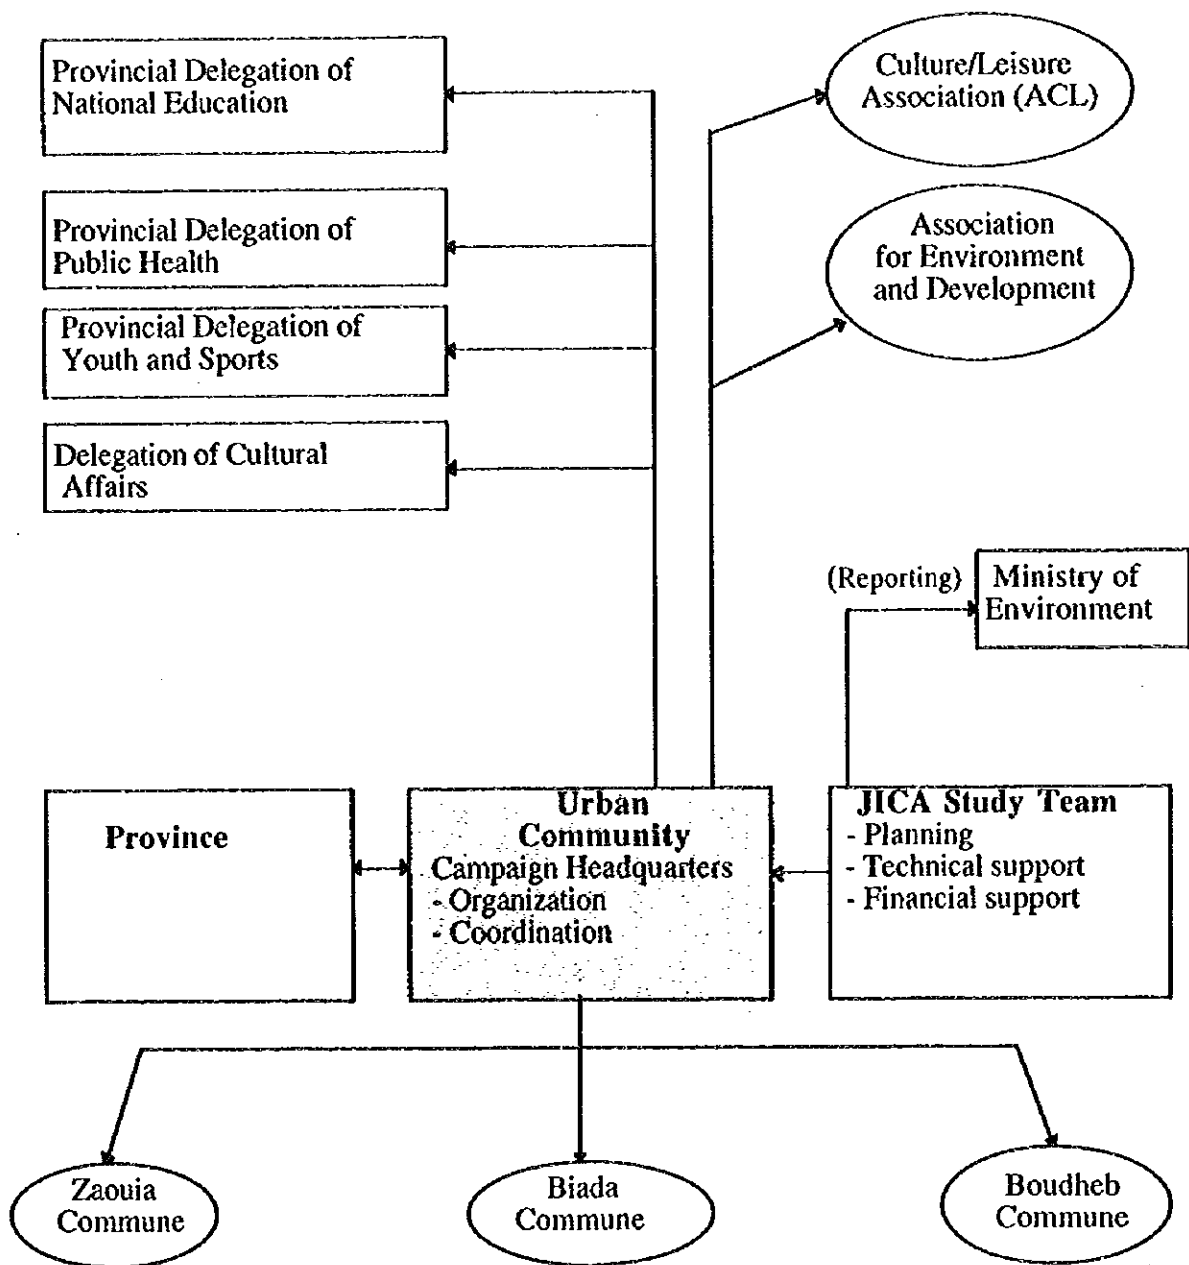 Provincial Delegation of
National Education
Culture/Leisure
Association (ACL)
Provincial Delegation of
Public Health
Association
for Environment
and Development
Provincial Delegation of
Youth and Sports
Delegation of Cultural
Affairs
(Reporting)
Ministry of
Environment
Province
Urban
Community
Campaign Headquarters
- Organization
- Coordination
JICA Study Team
- Planning
- Technical support
- Financial support
Zaouia
Commune
Biada
Commune
Boudheb
Commune